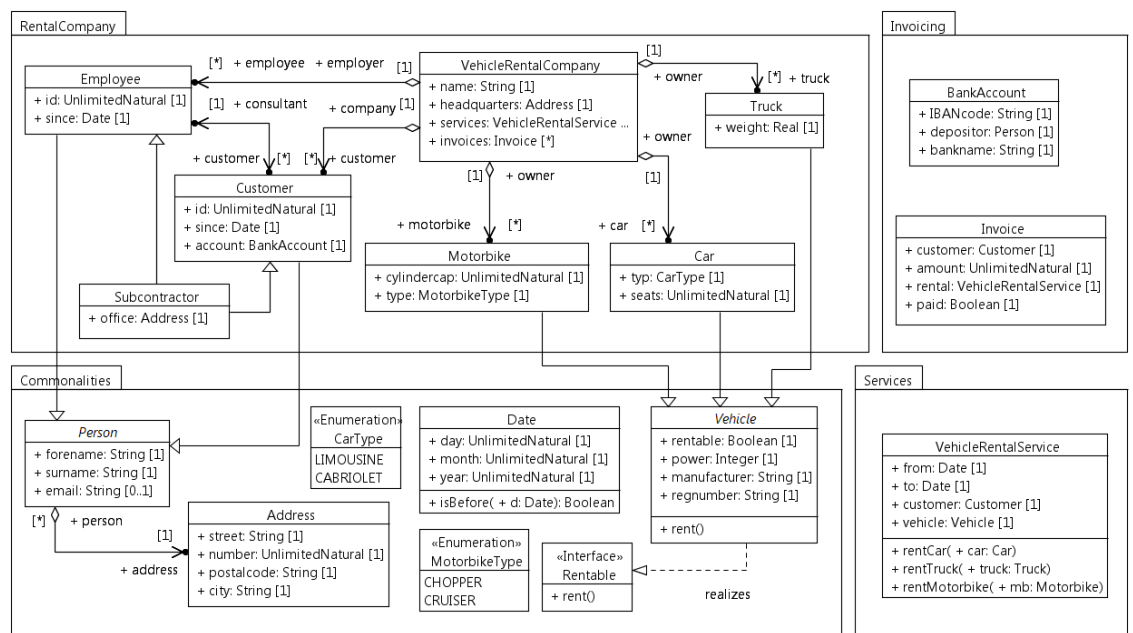 RentalCompany
Employee
+ id: UnlimitedNatural [1]
+ since: Date [1]
[*] + employee + employer [1]
[1] + consultant
+ company [1]
+ customer [*]
[*] + customer
VehicleRentalCompany
+ name: String [1]
+ headquarters: Address [1]
+ services: VehicleRentalService ...
+ invoices: Invoice [*]
[1]
+ owner
[*] + truck
Truck
+ weight: Real [1]
+ owner
[1]
[1] + owner
Customer
+ id: UnlimitedNatural [1]
+ since: Date [1]
+ account: BankAccount [1]
+ motorbike [*]
+ car [*]
Subcontractor
+ office: Address [1]
Motorbike
+ cylindercap: UnlimitedNatural [1]
+ type: MotorbikeType [1]
Car
+ typ: CarType [1]
+ seats: UnlimitedNatural [1]
Invoicing
BankAccount
+ IBANcode: String [1]
+ depositor: Person [1]
+ bankname: String [1]
Invoice
+ customer: Customer [1]
+ amount: UnlimitedNatural [1]
+ rental: VehicleRentalService [1]
+ paid: Boolean [1]
Commonalities
Person
+ forename: String [1]
+ surname: String [1]
+ email: String [0..1]
[*] + person
[1]
+ address
Address
+ street: String [1]
+ number: UnlimitedNatural [1]
+ postalcode: String [1]
+ city: String [1]
«Enumeration»
CarType
LIMOUSINE
CABRIOLET
Date
+ day: UnlimitedNatural [1]
+ month: UnlimitedNatural [1]
+ year: UnlimitedNatural [1]
+ isBefore( + d: Date): Boolean
«Enumeration»
MotorbikeType
CHOPPER
CRUISER
«Interface»
Rentable
+ rent()
Vehicle
+ rentable: Boolean [1]
+ power: Integer [1]
+ manufacturer: String [1]
+ regnumber: String [1]
+ rent()
realizes
Services
VehicleRentalService
+ from: Date [1]
+ to: Date [1]
+ customer: Customer [1]
+ vehicle: Vehicle [1]
+ rentCar( + car: Car)
+ rentTruck( + truck: Truck)
+ rentMotorbike( + mb: Motorbike)